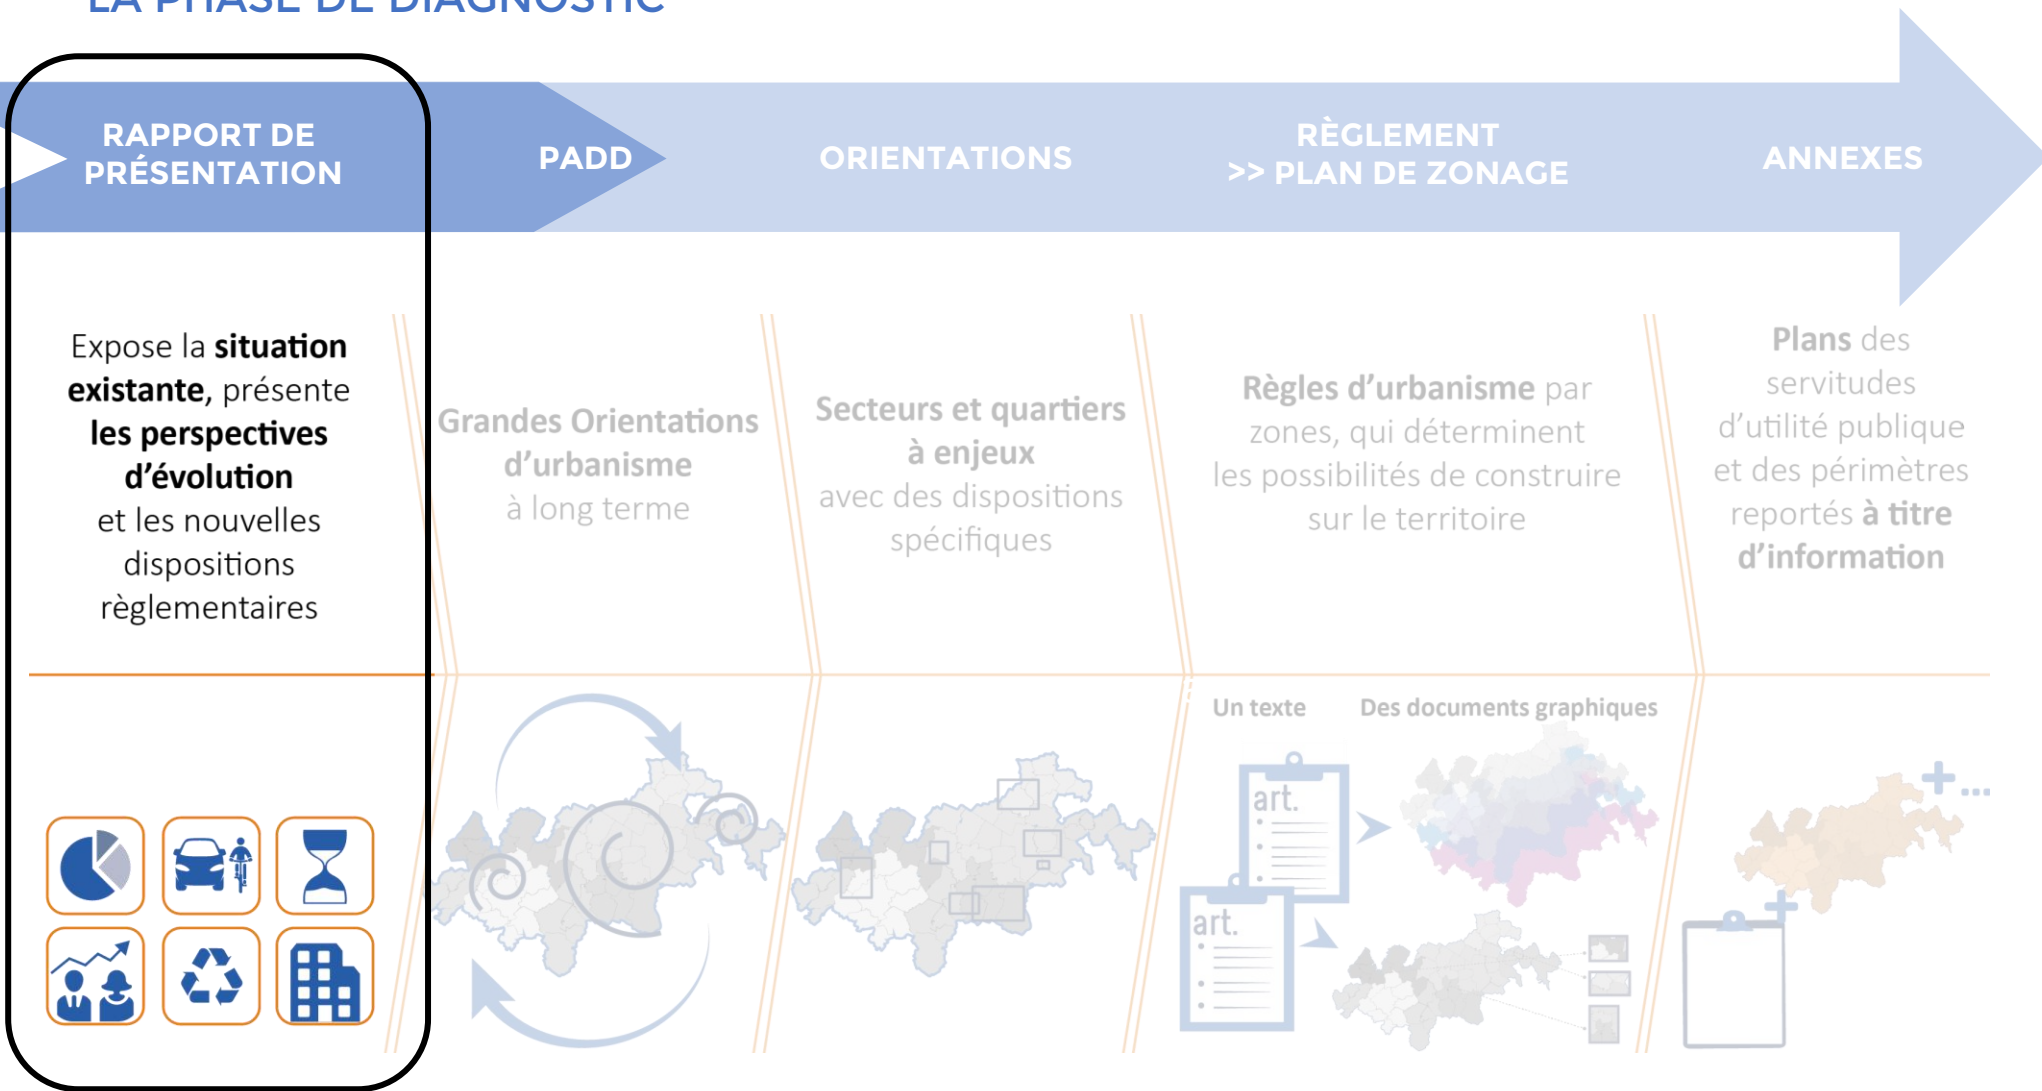 LA PHASE DE DIAGNOSTIC
RAPPORT DE
PRÉSENTATION
PADD
ORIENTATIONS
RÈGLEMENT
>> PLAN DE ZONAGE
ANNEXES
Expose la situation
existante, présente
les perspectives
d'évolution
et les nouvelles
dispositions
règlementaires
Grandes Orientations
d'urbanisme
à long terme
Secteurs et quartiers
à enjeux
avec des dispositions
spécifiques
Règles d'urbanisme par
zones, qui déterminent
les possibilités de construire
sur le territoire
Plans des
servitudes
d'utilité publique
et des périmètres
reportés à titre
d'information
Un texte
Des documents graphiques
art.
art.
+...
+